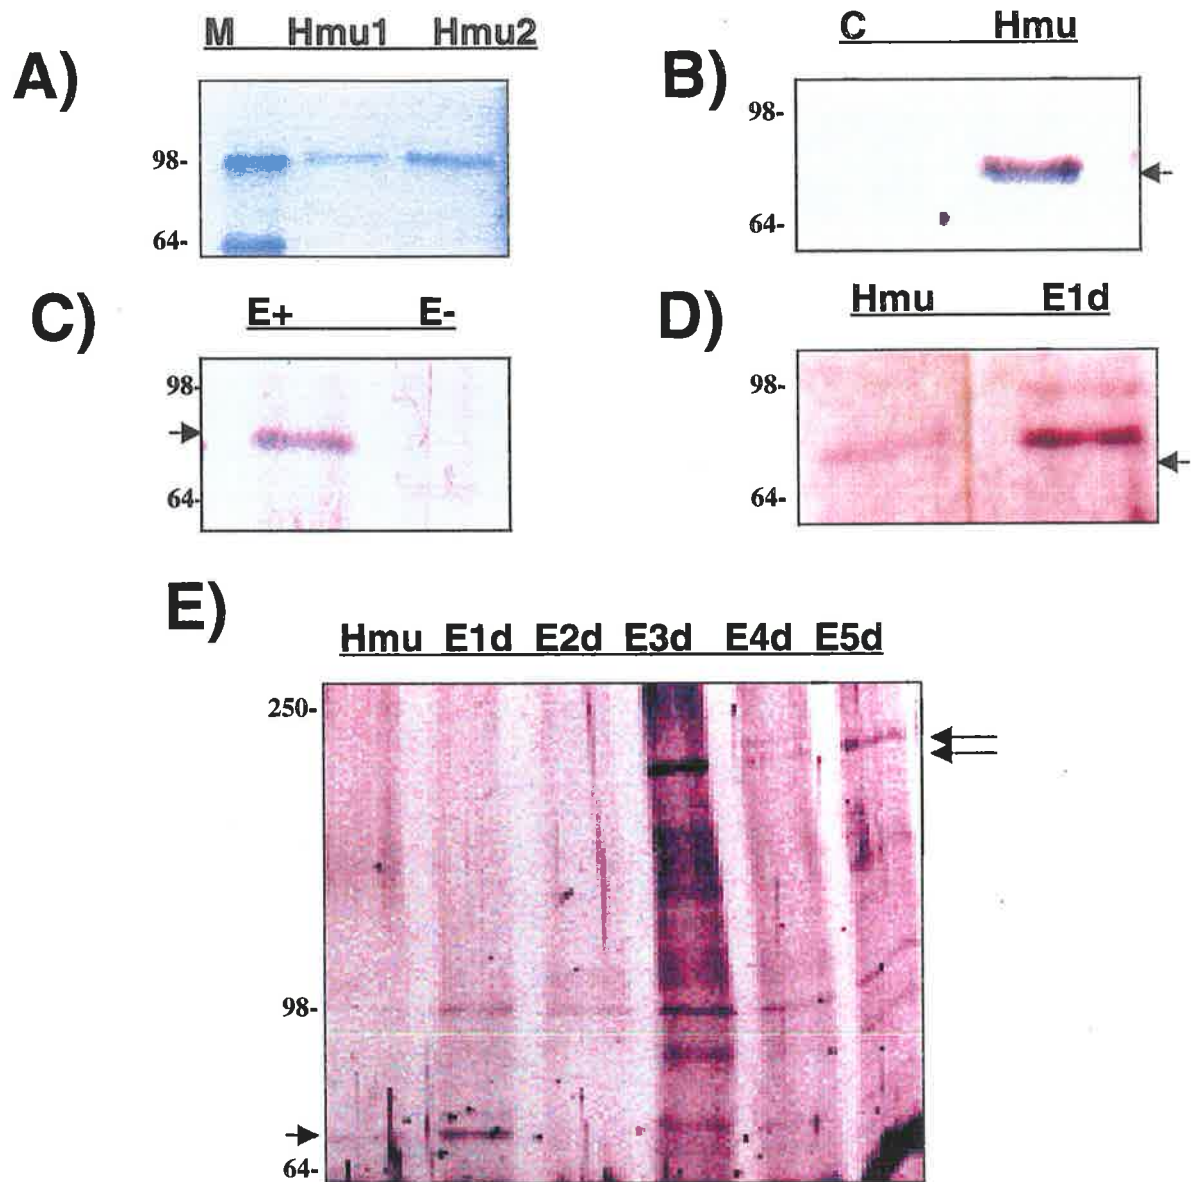 A)
M Hmu1 Hmu2
98-
64-
B)
C Hmu
98-
64-
C)
E+ E-
98-
64-
D)
Hmu E1d
98-
64-
E)
Hmu E1d E2d E3d E4d E5d
250-
98-
64-